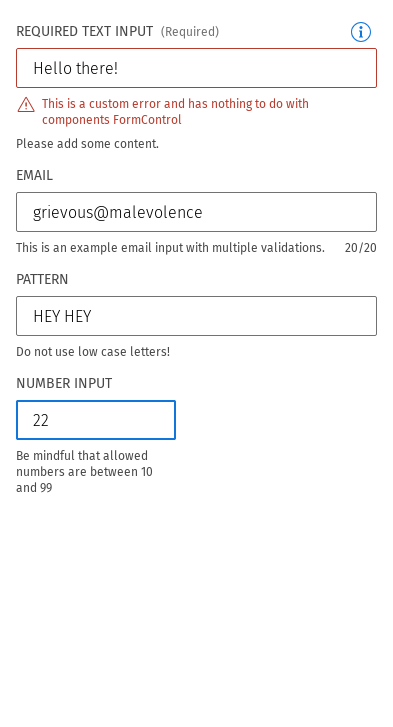 REQUIRED TEXT INPUT (Required)
Hello there!
This is a custom error and has nothing to do with
components FormControl
Please add some content.
EMAIL
grievous@malevolence
This is an example email input with multiple validations. 20/20
PATTERN
HEY HEY
Do not use low case letters!
NUMBER INPUT
22
Be mindful that allowed
numbers are between 10
and 99